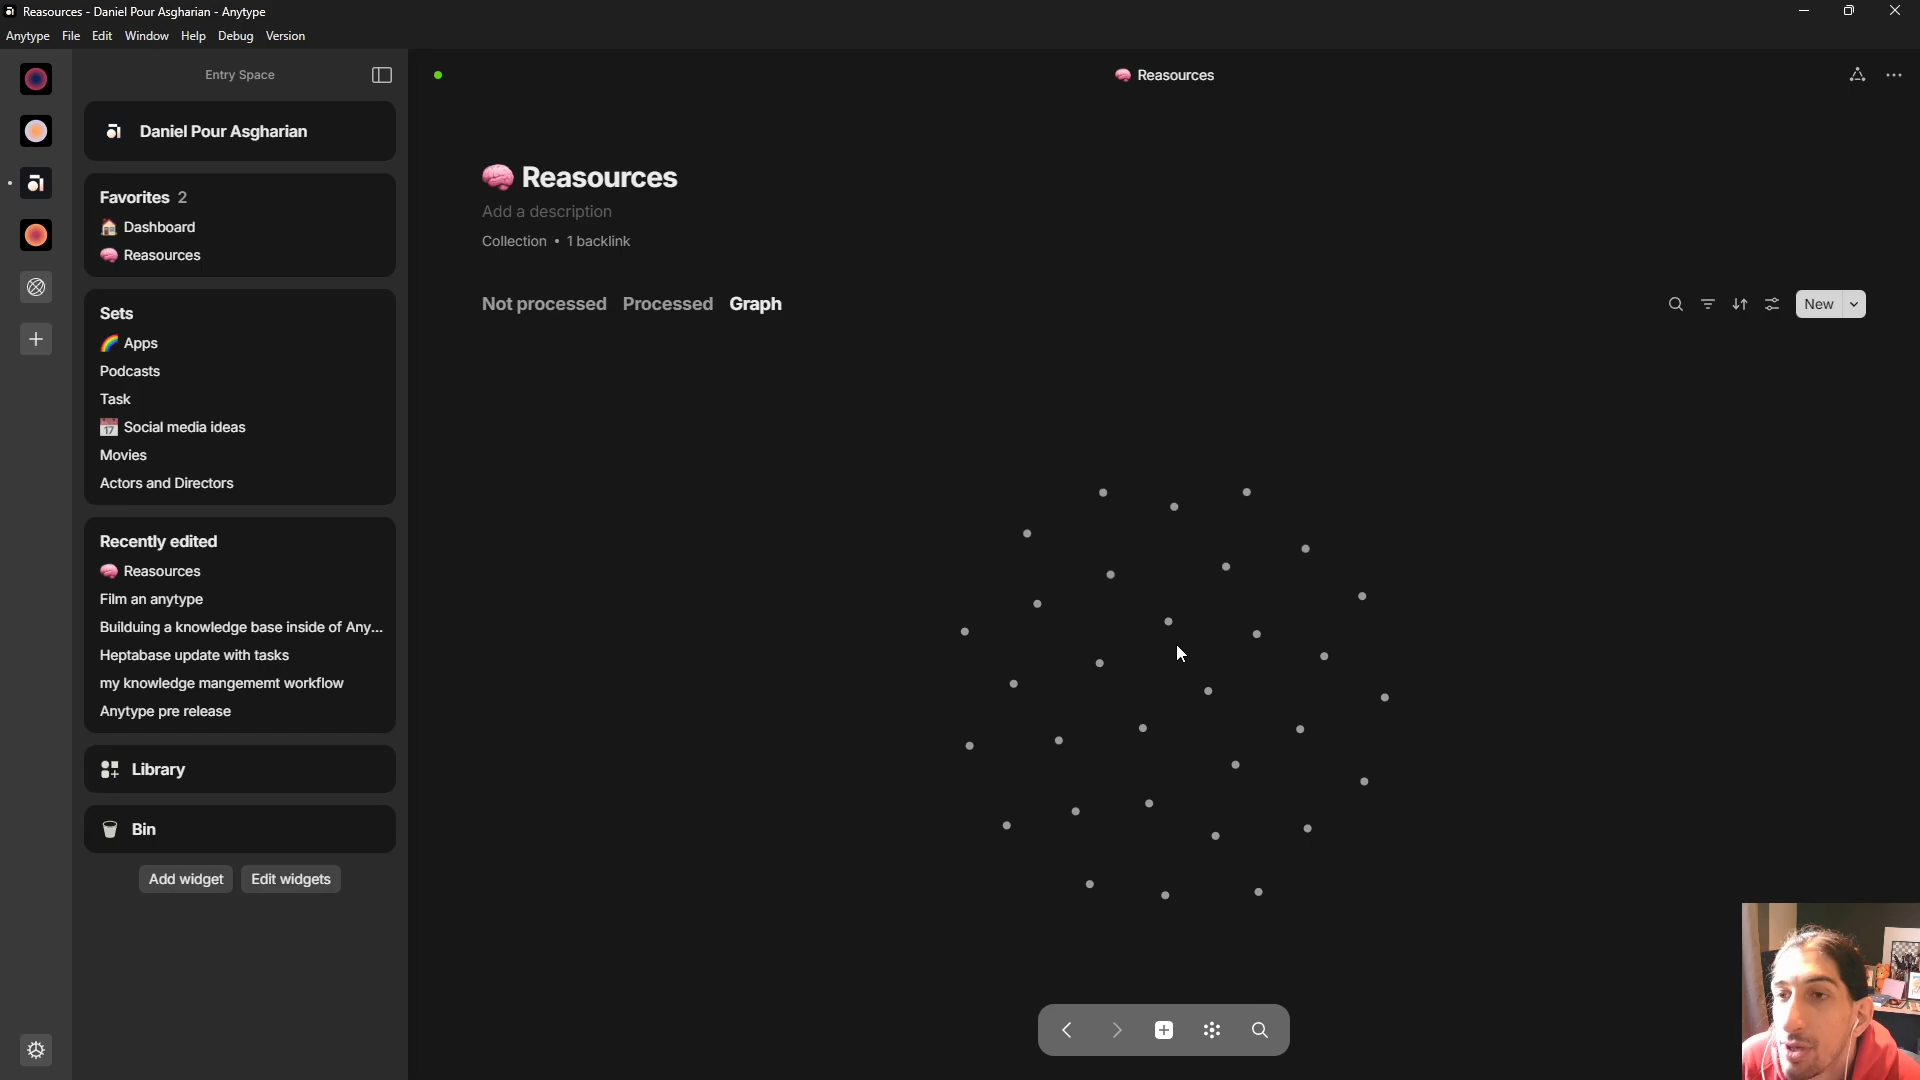 Reasources - Daniel Pour Asgharian - Anytype
Anytype File Edit Window Help Debug Version
Entry Space
Reasources
Daniel Pour Asgharian
Favorites 2
Dashboard
Reasources
Sets
Apps
Podcasts
Task
17 Social media ideas
Movies
Actors and Directors
Recently edited
Reasources
Film an anytype
Builduing a knowledge base inside of Any...
Heptabase update with tasks
my knowledge mangememt workflow
Anytype pre release
Library
Bin
Add widget Edit widgets
Reasources
Add a description
Collection • 1 backlink
Not processed Processed Graph
New